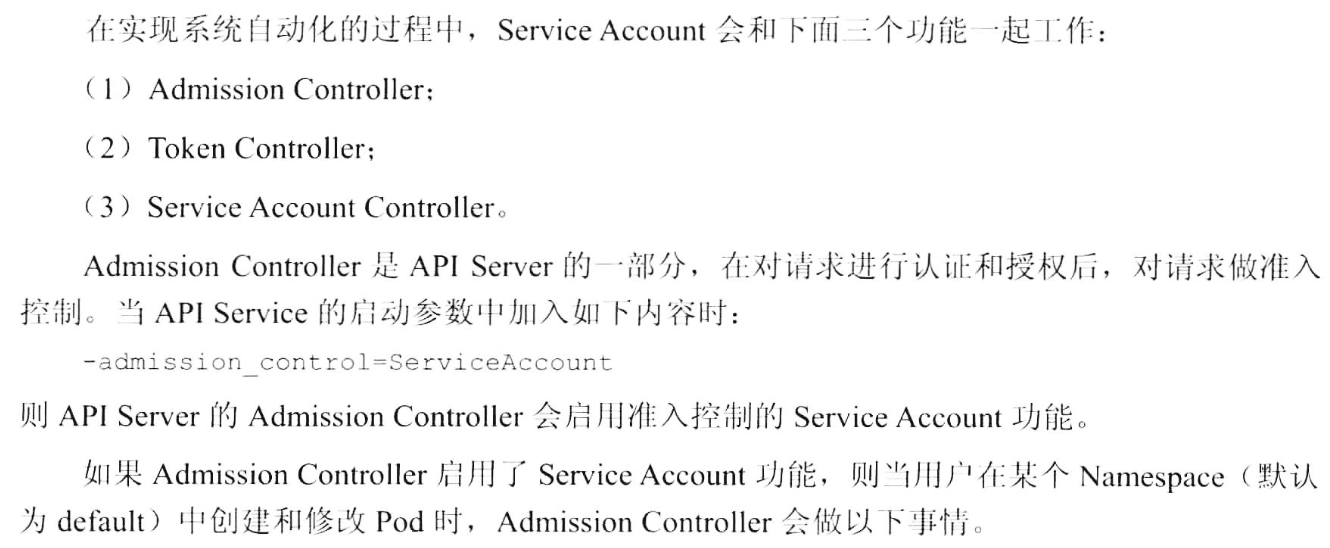 在实现系统自动化的过程中，Service Account 会和下面三个功能一起工作：
（1）Admission Controller；
（2）Token Controller；
（3）Service Account Controller。
Admission Controller 是 API Server 的一部分，在对请求进行认证和授权后，对请求做准入
控制。当 API Service 的启动参数中加入如下内容时：
-admission_control=ServiceAccount
则 API Server 的 Admission Controller 会启用准入控制的 Service Account 功能。
如果 Admission Controller 启用了 Service Account 功能，则当用户在某个 Namespace（默认
为 default）中创建和修改 Pod 时，Admission Controller 会做以下事情。